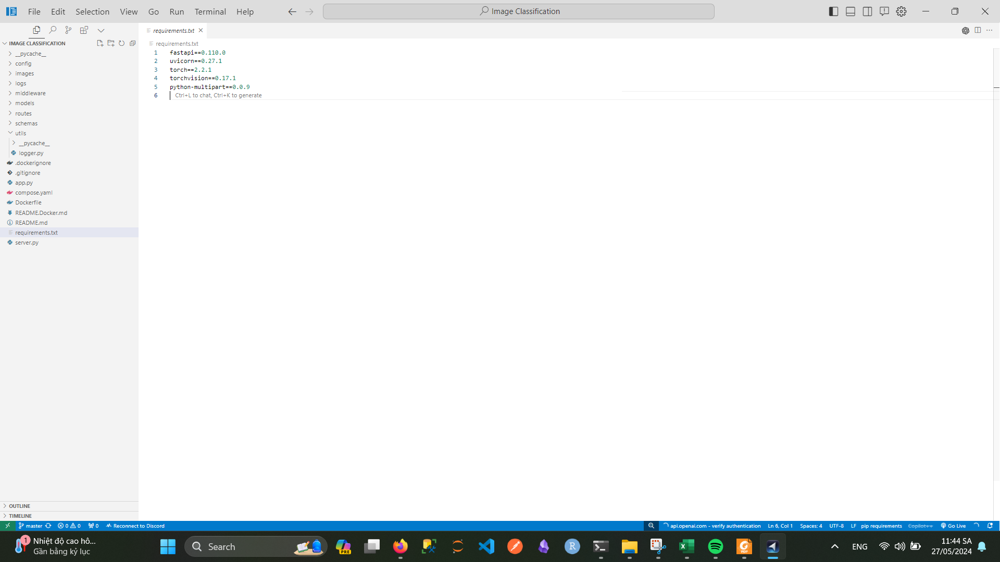 File Edit Selection View Go Run Terminal Help
Image Classification
IMAGE CLASSIFICATION
__pycache__
config
images
logs
middleware
models
routes
schemas
utils
__pycache__
logger.py
.dockerignore
.gitignore
app.py
compose.yaml
Dockerfile
README.Docker.md
README.md
requirements.txt
server.py
OUTLINE
TIMELINE
requirements.txt
requirements.txt
1 fastapi==0.110.0
2 uvicorn==0.27.1
3 torch==2.2.1
4 torchvision==0.17.1
5 python-multipart==0.0.9
6 Ctrl+L to chat, Ctrl+K to generate
master 0 0 0 Reconnect to Discord
api.openai.com - verify authentication Ln 6, Col 1 Spaces: 4 UTF-8 LF pip requirements Copilot++ Go Live
1 Nhiệt độ cao hô...
Gần bằng kỷ lục
Search
PRE
R
PDF
ENG
11:44 SA
27/05/2024